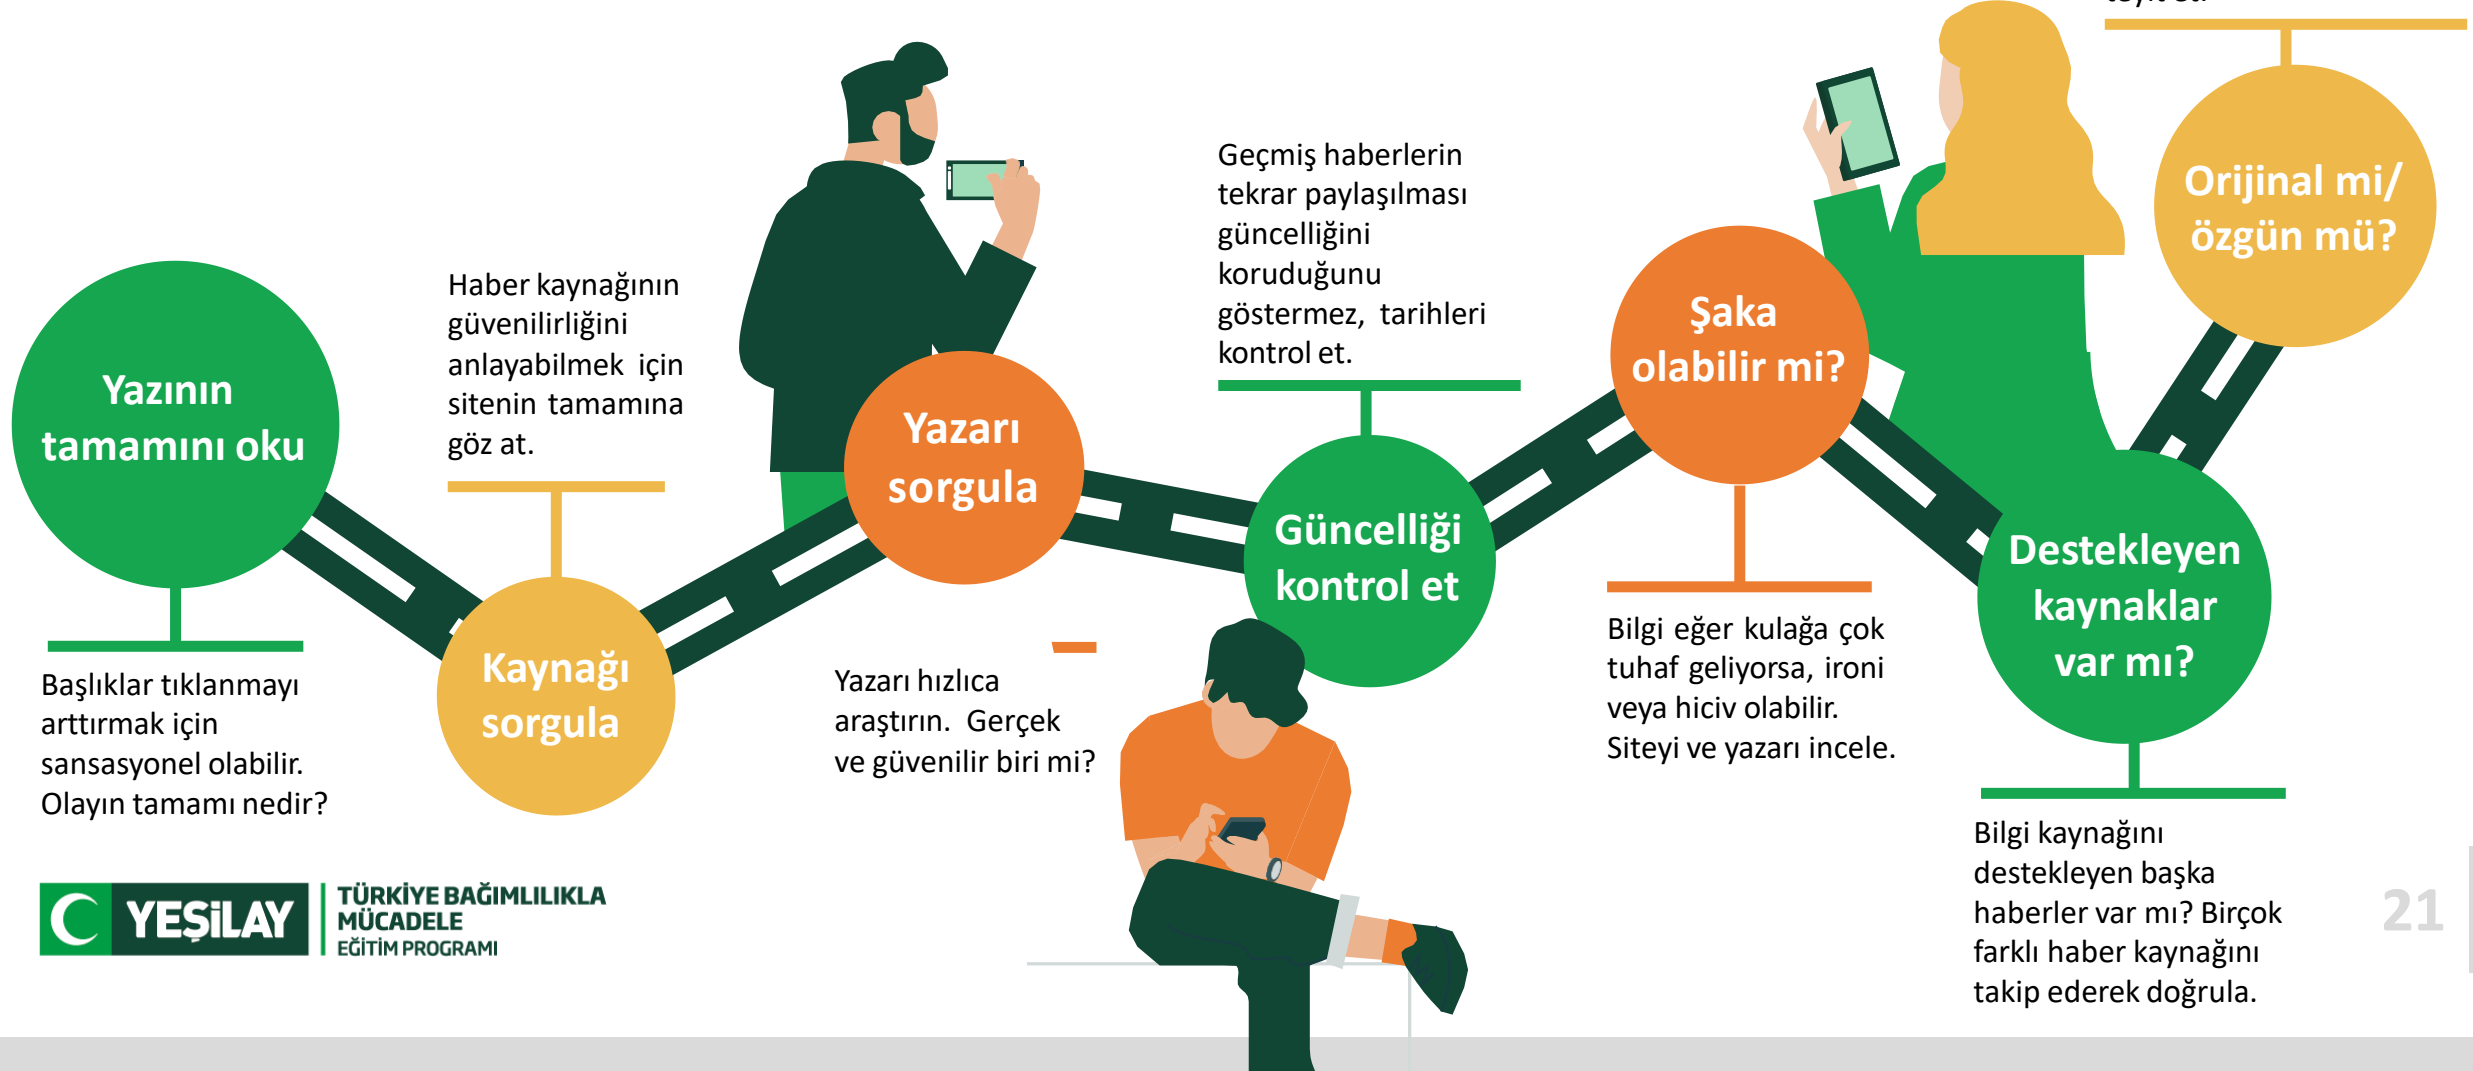 Yazının
tamamını oku
Başlıklar tıklanmayı
arttırmak için
sansasyonel olabilir.
Olayın tamamı nedir?
Haber kaynağının
güvenilirliğini
anlayabilmek için
sitenin tamamına
göz at.
Kaynağı
sorgula
Yazarı
sorgula
Yazarı hızlıca
araştırın. Gerçek
ve güvenilir biri mi?
Geçmiş haberlerin
tekrar paylaşılması
güncelliğini
koruduğunu
göstermez, tarihleri
kontrol et.
Güncelliği
kontrol et
Şaka
olabilir mi?
Bilgi eğer kulağa çok
tuhaf geliyorsa, ironi
veya hiciv olabilir.
Siteyi ve yazarı incele.
Destekleyen
kaynaklar
var mı?
Bilgi kaynağını
destekleyen başka
haberler var mı? Birçok
farklı haber kaynağını
takip ederek doğrula.
Orijinal mi/
özgün mü?
YEŞİLAY
TÜRKİYE BAĞIMLILIKLA
MÜCADELE
EĞİTİM PROGRAMI
21